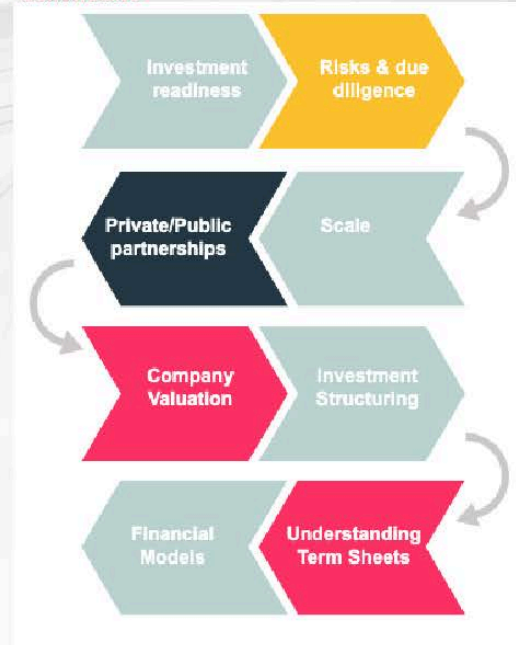 Investment
readiness
Risks & due
diligence
Scale
Private/Public
partnerships
Company
Valuation
Investment
Structuring
Understanding
Term Sheets
Financial
Models